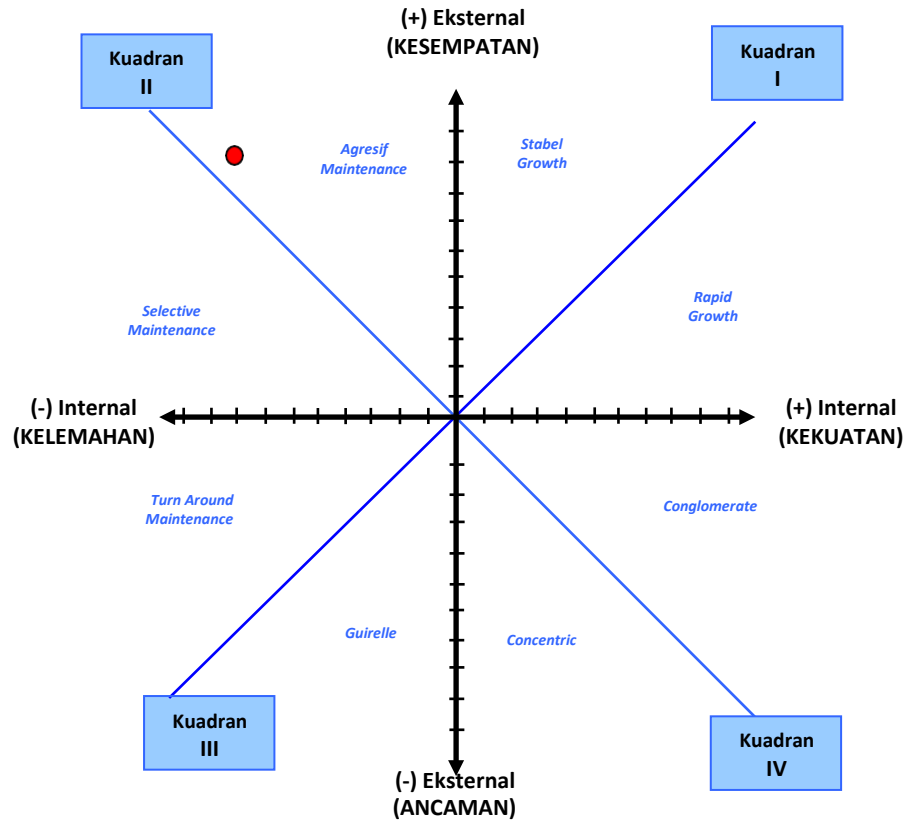 (+) Eksternal
(KESEMPATAN)
Kuadran
II
Kuadran
I
Agresif
Maintenance
Stabel
Growth
Selective
Maintenance
Rapid
Growth
(-) Internal
(KELEMAHAN)
(+) Internal
(KEKUATAN)
Turn Around
Maintenance
Conglomerate
Guirelle
Concentric
Kuadran
III
Kuadran
IV
(-) Eksternal
(ANCAMAN)